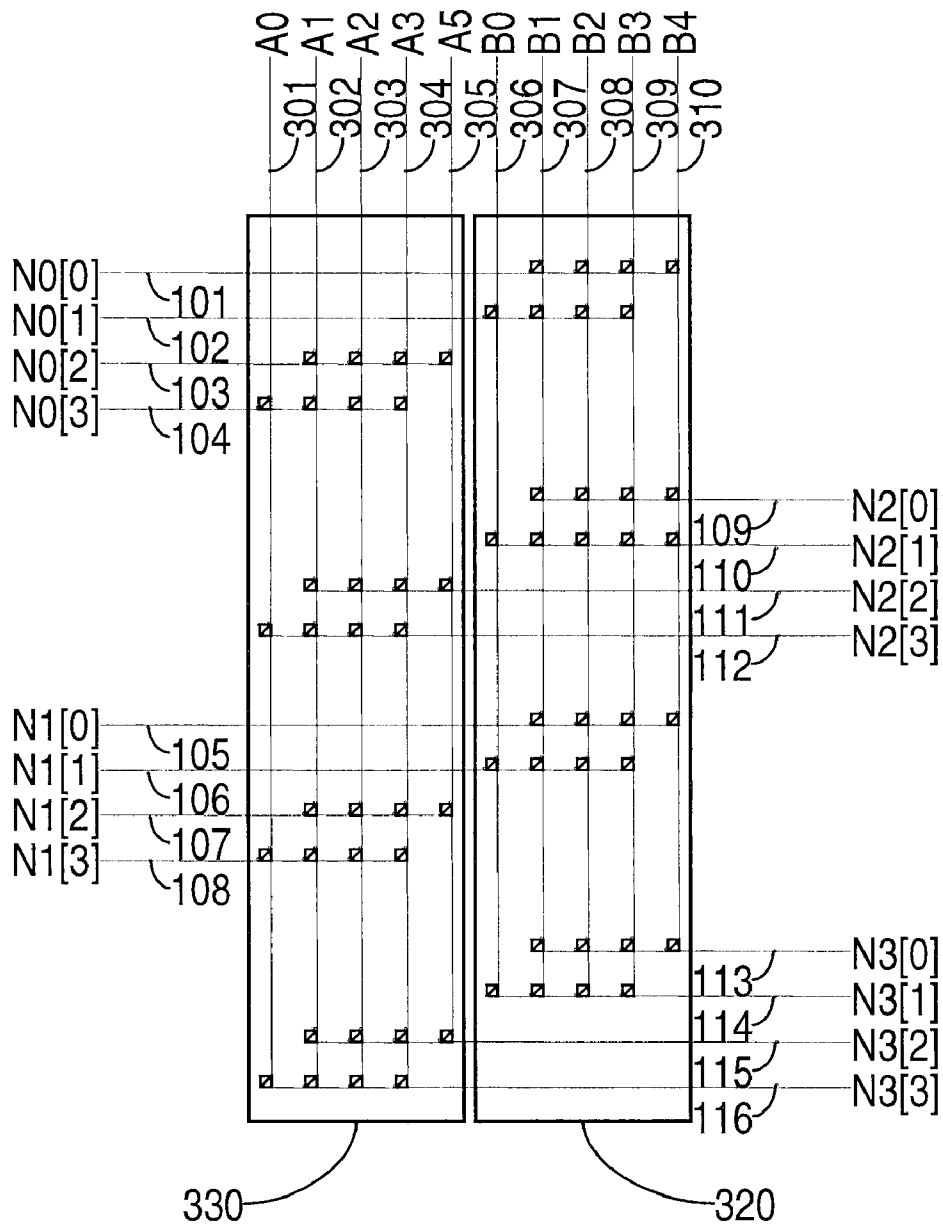 A0 A1 A2 A3 A5 B0 B1 B2 B3 B4
301 302 303 304 305 306 307 308 309 310
N0[0]
101
N0[1]
102
N0[2]
103
N0[3]
104
109 N2[0]
110 N2[1]
111 N2[2]
112 N2[3]
N1[0]
105
N1[1]
106
N1[2]
107
N1[3]
108
113 N3[0]
114 N3[1]
115 N3[2]
116 N3[3]
330 320